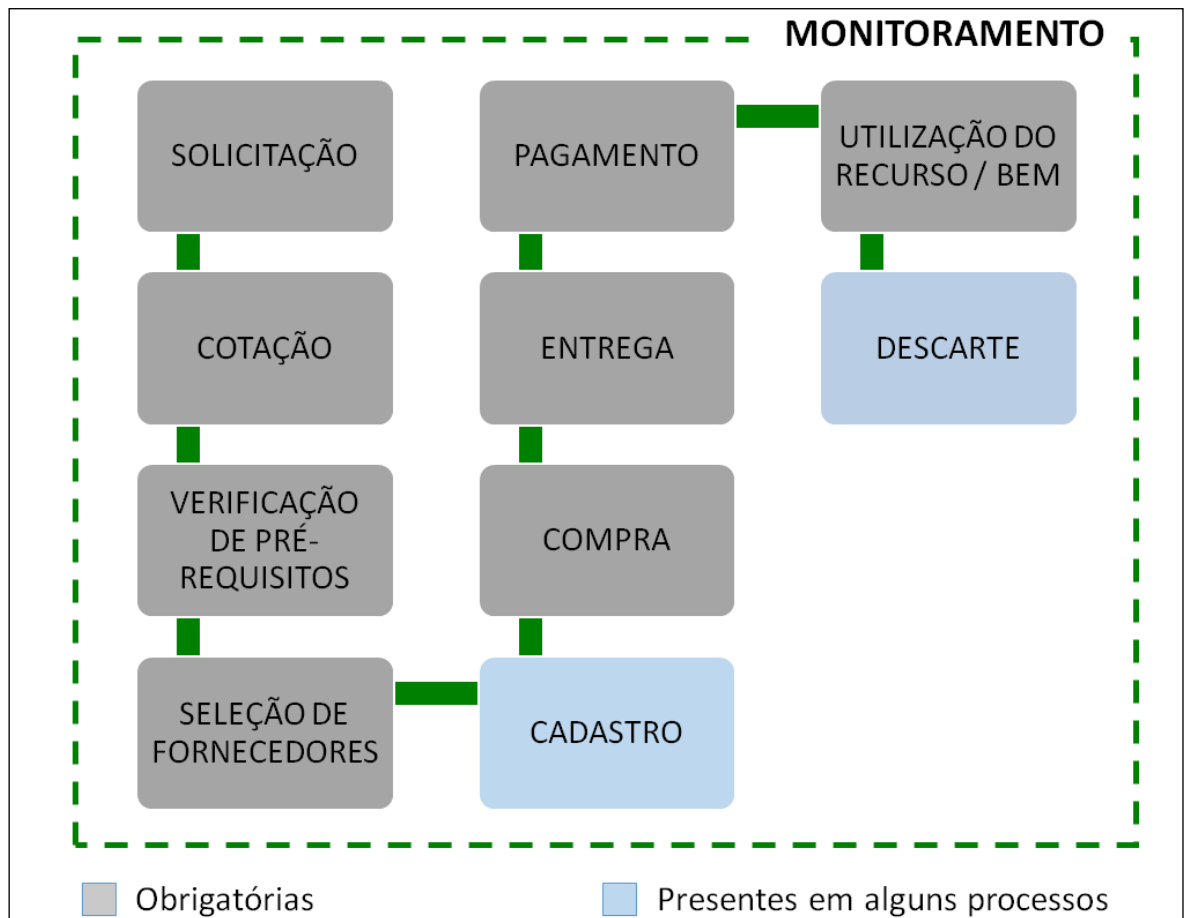 MONITORAMENTO
SOLICITAÇÃO
COTAÇÃO
VERIFICAÇÃO
DE PRÉ-
REQUISITOS
SELEÇÃO DE
FORNECEDORES
CADASTRO
COMPRA
ENTREGA
PAGAMENTO
UTILIZAÇÃO DO
RECURSO / BEM
DESCARTE
Obrigatórias
Presentes em alguns processos